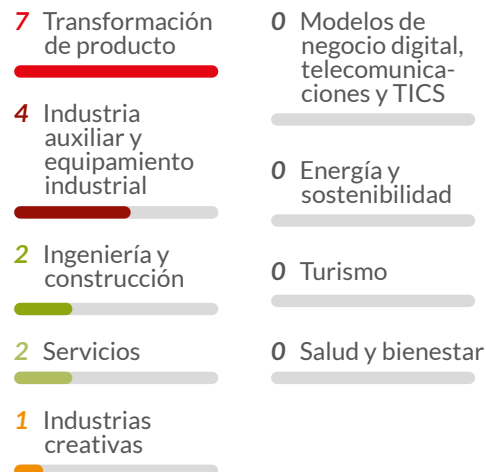 7 Transformación
de producto
4 Industria
auxiliar y
equipamiento
industrial
2 Ingeniería y
construcción
2 Servicios
1 Industrias
creativas
0 Modelos de
negocio digital,
telecomunica-
ciones y TICS
0 Energía y
sostenibilidad
0 Turismo
0 Salud y bienestar